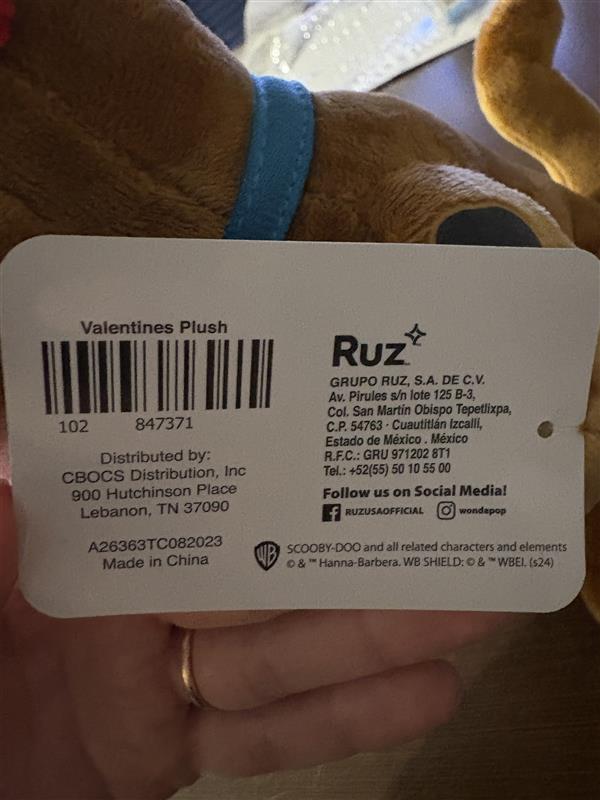 Valentines Plush
102 847371
Distributed by:
CBOCS Distribution, Inc
900 Hutchinson Place
Lebanon, TN 37090
A26363TC082023
Made in China
Ruz
GRUPO RUZ, S.A. DE C.V.
Av. Pirules s/n lote 125 B-3,
Col. San Martín Obispo Tepetlixpa,
C.P. 54763 · Cuautitlán Izcalli,
Estado de México . México
R.F.C.: GRU 971202 8T1
Tel.: +52(55) 50 10 55 00
Follow us on Social Media!
RUZUSAOFFICIAL wondapop
WB SCOOBY-DOO and all related characters and elements
© & ™ Hanna-Barbera. WB SHIELD: © & ™ WBEI. (s24)